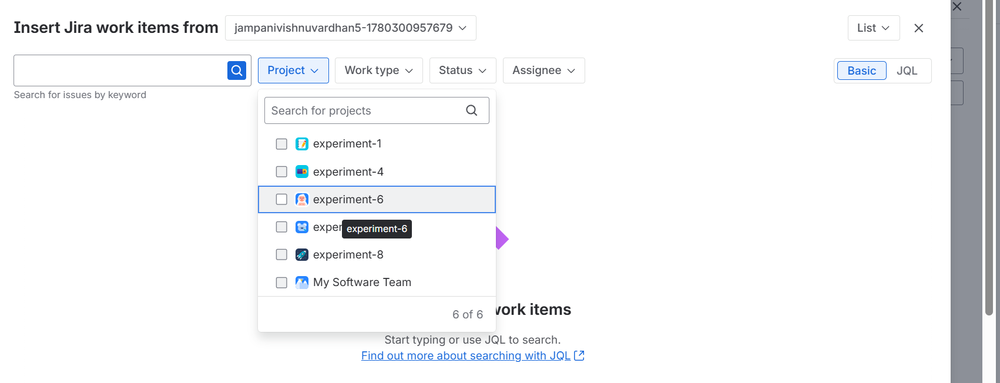 Insert Jira work items from
jampanivishnuvardhan5-1780300957679
List
Project
Work type
Status
Assignee
Basic
JQL
Search for issues by keyword
Search for projects
experiment-1
experiment-4
experiment-6
exper
experiment-6
experiment-8
My Software Team
6 of 6
work items
Start typing or use JQL to search.
Find out more about searching with JQL